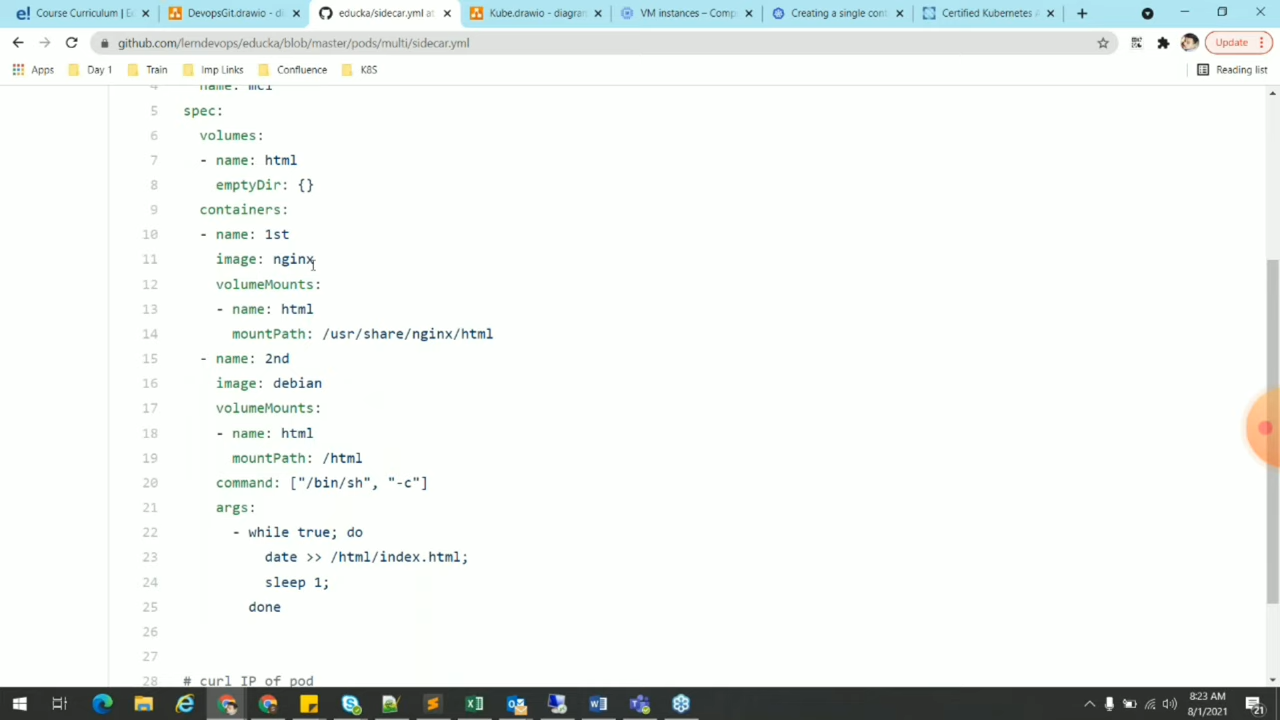 Course Curriculum | Ed
DevopsGit.drawio - di
educka/sidecar.yml at
Kube.drawio - diagram
VM instances – Comp
Creating a single cont
Certified Kubernetes A
github.com/lerndevops/educka/blob/master/pods/multi/sidecar.yml
Update
Apps
Day 1
Train
Imp Links
Confluence
K8S
Reading list
4 name: mc1
5 spec:
6 volumes:
7 - name: html
8 emptyDir: {}
9 containers:
10 - name: 1st
11 image: nginx
12 volumeMounts:
13 - name: html
14 mountPath: /usr/share/nginx/html
15 - name: 2nd
16 image: debian
17 volumeMounts:
18 - name: html
19 mountPath: /html
20 command: ["/bin/sh", "-c"]
21 args:
22 - while true; do
23 date >> /html/index.html;
24 sleep 1;
25 done
26
27
28 # curl IP of pod
8:23 AM
8/1/2021
21